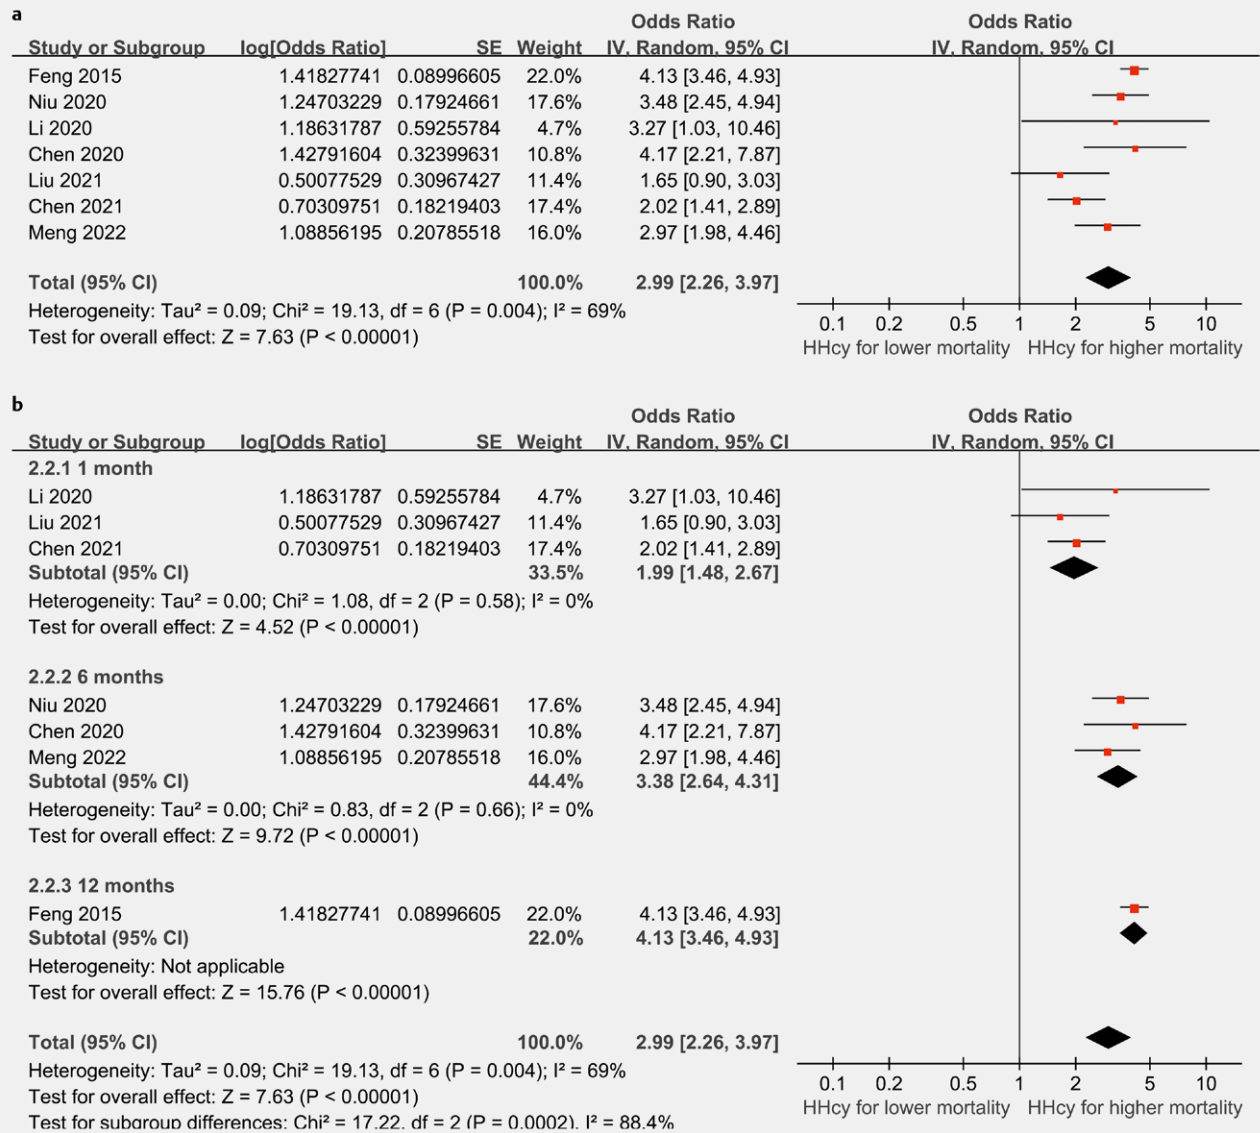 a
Odds Ratio Odds Ratio
Study or Subgroup log[Odds Ratio] SE Weight IV, Random, 95% CI IV, Random, 95% CI
Feng 2015 1.41827741 0.08996605 22.0% 4.13 [3.46, 4.93]
Niu 2020 1.24703229 0.17924661 17.6% 3.48 [2.45, 4.94]
Li 2020 1.18631787 0.59255784 4.7% 3.27 [1.03, 10.46]
Chen 2020 1.42791604 0.32399631 10.8% 4.17 [2.21, 7.87]
Liu 2021 0.50077529 0.30967427 11.4% 1.65 [0.90, 3.03]
Chen 2021 0.70309751 0.18219403 17.4% 2.02 [1.41, 2.89]
Meng 2022 1.08856195 0.20785518 16.0% 2.97 [1.98, 4.46]
Total (95% CI) 100.0% 2.99 [2.26, 3.97]
Heterogeneity: Tau² = 0.09; Chi² = 19.13, df = 6 (P = 0.004); I² = 69%
Test for overall effect: Z = 7.63 (P < 0.00001)
0.1 0.2 0.5 1 2 5 10
HHcy for lower mortality HHcy for higher mortality
b
Odds Ratio Odds Ratio
Study or Subgroup log[Odds Ratio] SE Weight IV, Random, 95% CI IV, Random, 95% CI
2.2.1 1 month
Li 2020 1.18631787 0.59255784 4.7% 3.27 [1.03, 10.46]
Liu 2021 0.50077529 0.30967427 11.4% 1.65 [0.90, 3.03]
Chen 2021 0.70309751 0.18219403 17.4% 2.02 [1.41, 2.89]
Subtotal (95% CI) 33.5% 1.99 [1.48, 2.67]
Heterogeneity: Tau² = 0.00; Chi² = 1.08, df = 2 (P = 0.58); I² = 0%
Test for overall effect: Z = 4.52 (P < 0.00001)
2.2.2 6 months
Niu 2020 1.24703229 0.17924661 17.6% 3.48 [2.45, 4.94]
Chen 2020 1.42791604 0.32399631 10.8% 4.17 [2.21, 7.87]
Meng 2022 1.08856195 0.20785518 16.0% 2.97 [1.98, 4.46]
Subtotal (95% CI) 44.4% 3.38 [2.64, 4.31]
Heterogeneity: Tau² = 0.00; Chi² = 0.83, df = 2 (P = 0.66); I² = 0%
Test for overall effect: Z = 9.72 (P < 0.00001)
2.2.3 12 months
Feng 2015 1.41827741 0.08996605 22.0% 4.13 [3.46, 4.93]
Subtotal (95% CI) 22.0% 4.13 [3.46, 4.93]
Heterogeneity: Not applicable
Test for overall effect: Z = 15.76 (P < 0.00001)
Total (95% CI) 100.0% 2.99 [2.26, 3.97]
Heterogeneity: Tau² = 0.09; Chi² = 19.13, df = 6 (P = 0.004); I² = 69%
Test for overall effect: Z = 7.63 (P < 0.00001)
Test for subgroup differences: Chi² = 17.22, df = 2 (P = 0.0002), I² = 88.4%
0.1 0.2 0.5 1 2 5 10
HHcy for lower mortality HHcy for higher mortality